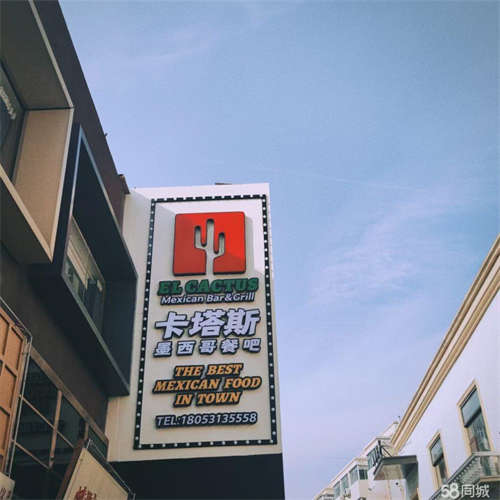 EL CACTUS
Mexican Bar & Grill
卡塔斯
墨西哥餐吧
THE BEST
MEXICAN FOOD
IN TOWN
TEL:18053135558
58同城